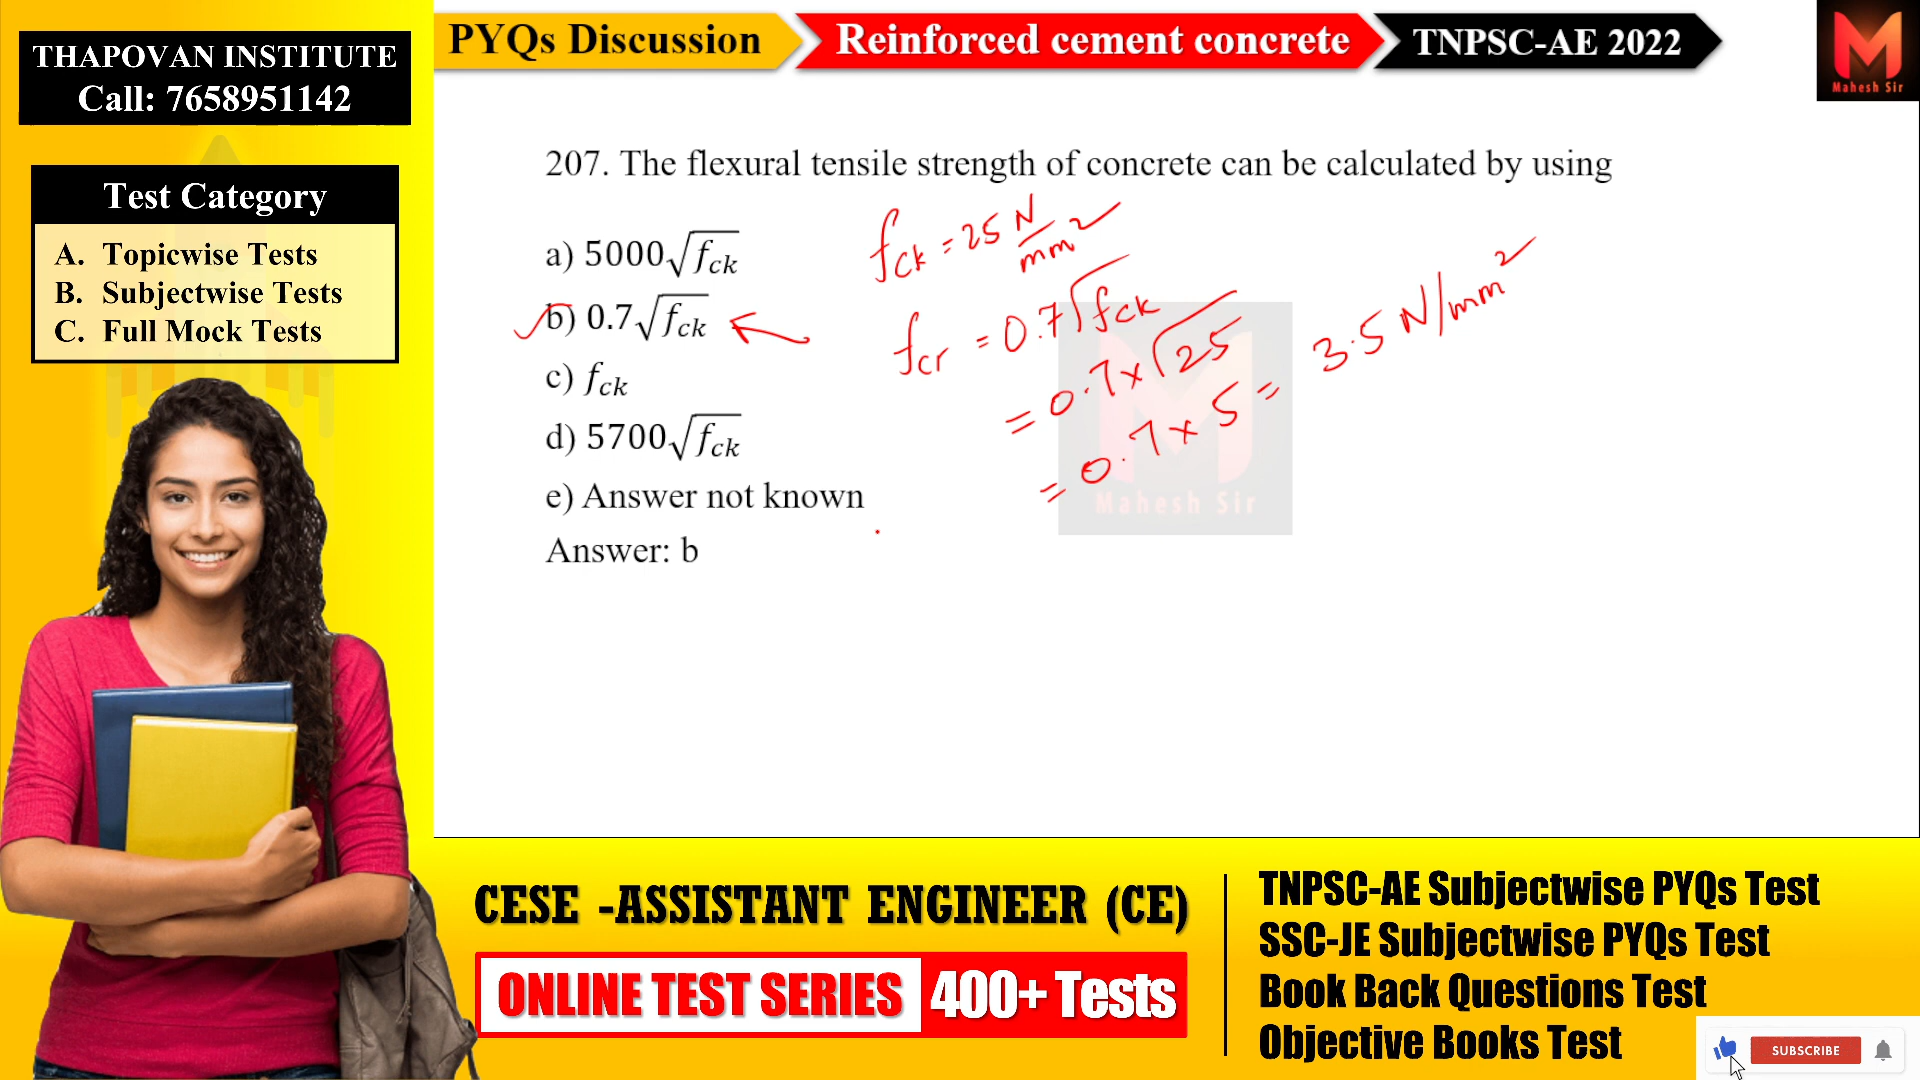 THAPOVAN INSTITUTE
Call: 7658951142
Test Category
A. Topicwise Tests
B. Subjectwise Tests
C. Full Mock Tests
PYQs Discussion
Reinforced cement concrete
TNPSC-AE 2022
Mahesh Sir
207. The flexural tensile strength of concrete can be calculated by using
a) 5000√fck
b) 0.7√fck
c) fck
d) 5700√fck
e) Answer not known
Answer: b
fck = 25 N/mm²
fcr = 0.7√fck
= 0.7 × √25
= 0.7 × 5 = 3.5 N/mm²
Mahesh Sir
CESE -ASSISTANT ENGINEER (CE)
ONLINE TEST SERIES 400+ Tests
TNPSC-AE Subjectwise PYQs Test
SSC-JE Subjectwise PYQs Test
Book Back Questions Test
Objective Books Test
SUBSCRIBE